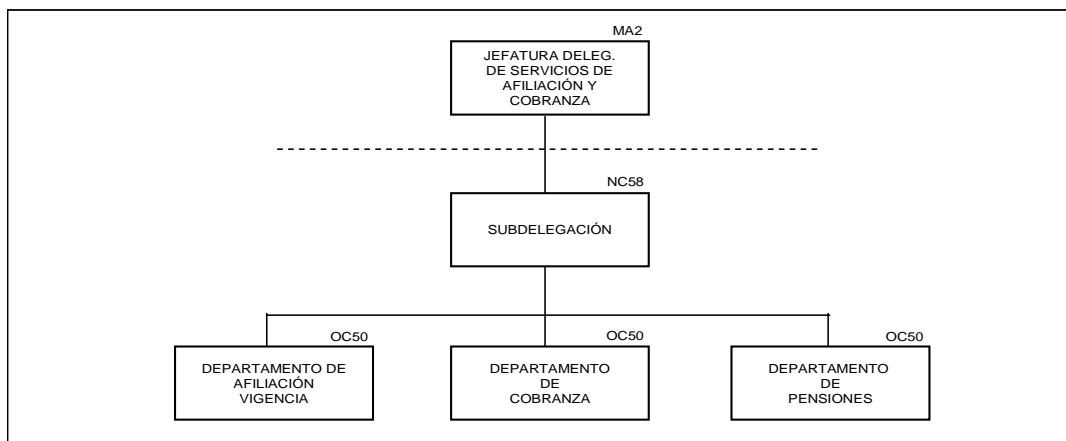 MA2
JEFATURA DELEG.
DE SERVICIOS DE
AFILIACIÓN Y
COBRANZA
NC58
SUBDELEGACIÓN
OC50
DEPARTAMENTO DE
AFILIACIÓN
VIGENCIA
OC50
DEPARTAMENTO
DE
COBRANZA
OC50
DEPARTAMENTO
DE
PENSIONES